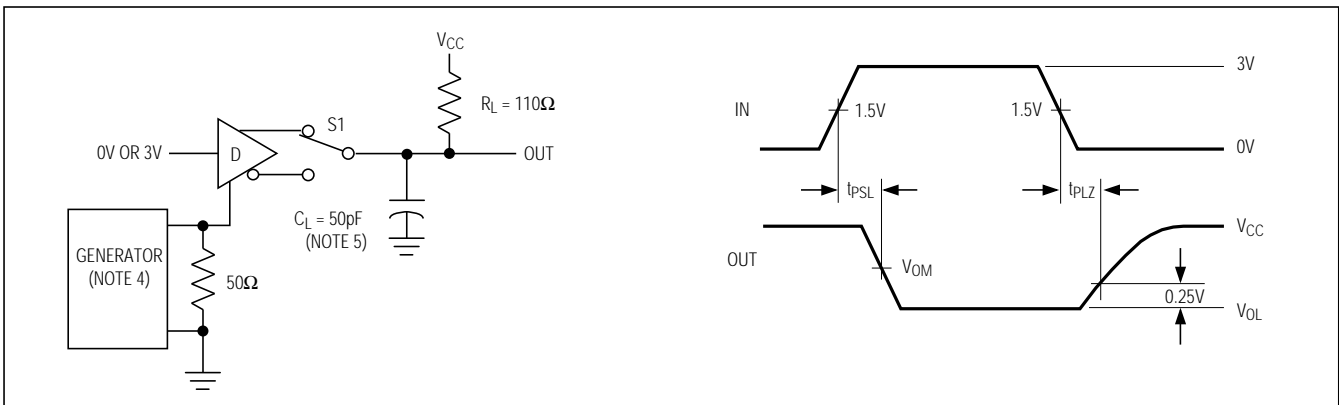 VCC
RL = 110Ω
S1
0V OR 3V
D
OUT
CL = 50pF
(NOTE 5)
GENERATOR
(NOTE 4)
50Ω
3V
IN
1.5V
1.5V
0V
tPSL
tPLZ
VCC
OUT
VOM
0.25V
VOL